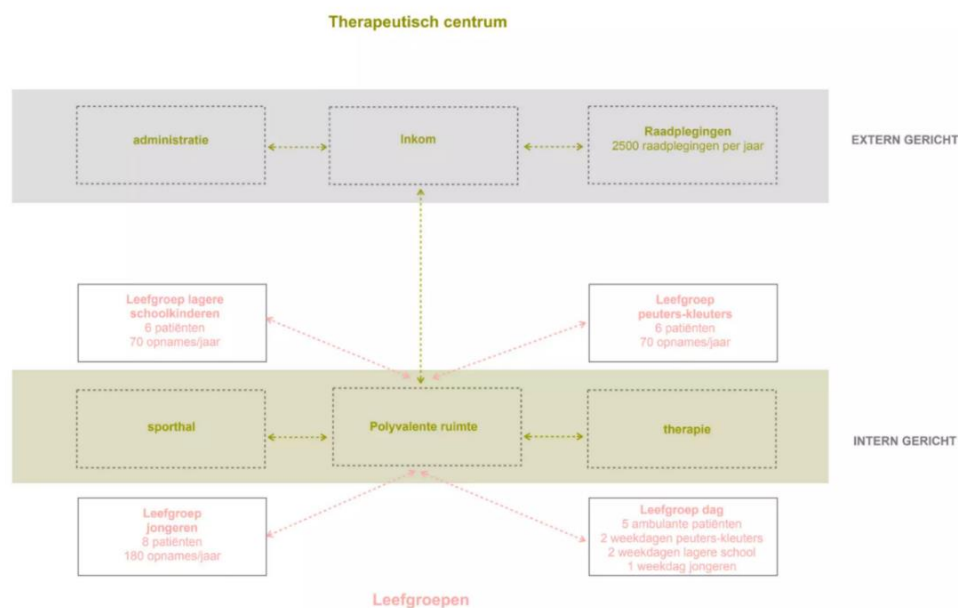 Therapeutisch centrum
administratie
Inkom
Raadplegingen
2500 raadplegingen per jaar
EXTERN GERICHT
Leefgroep lagere
schoolkinderen
6 patiënten
70 opnames/jaar
Leefgroep
peuters-kleuters
6 patiënten
70 opnames/jaar
sporthal
Polyvalente ruimte
therapie
INTERN GERICHT
Leefgroep
jongeren
8 patiënten
180 opnames/jaar
Leefgroep dag
5 ambulante patiënten
2 weekdagen peuters-kleuters
2 weekdagen lagere school
1 weekdag jongeren
Leefgroepen